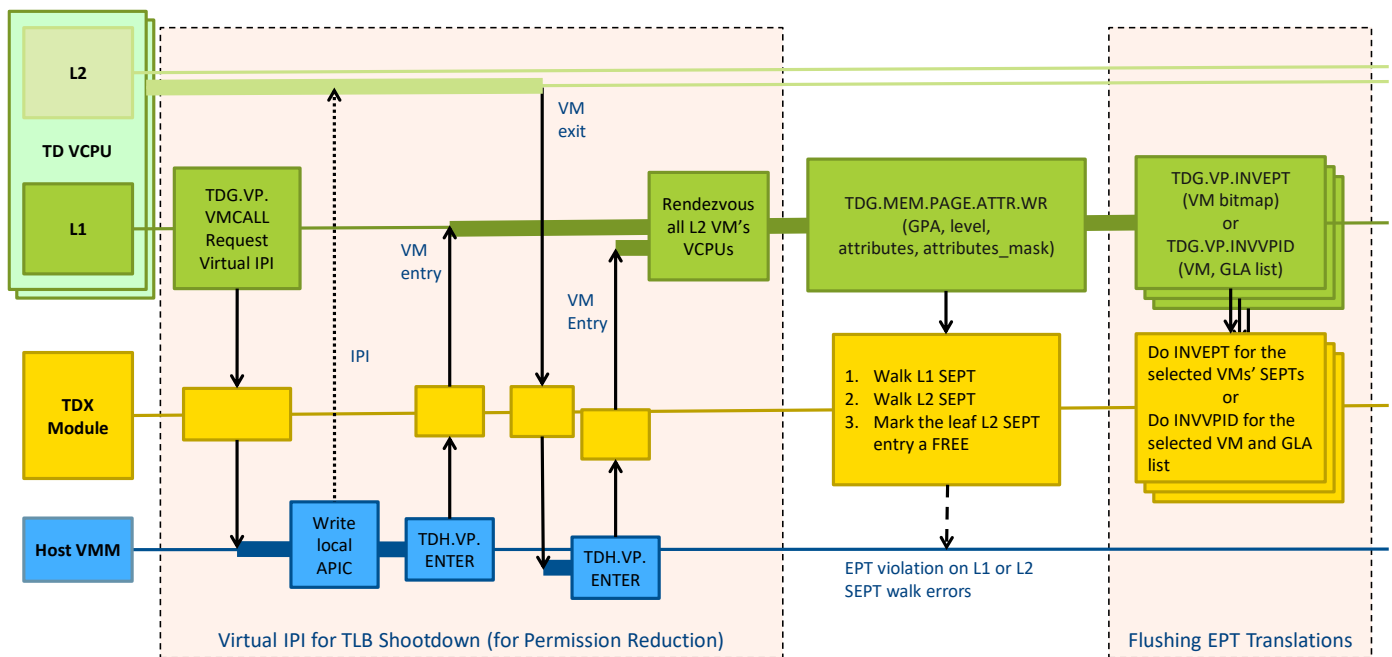 L2
TD VCPU
L1
TDX
Module
Host VMM
TDG.VP.
VMCALL
Request
Virtual IPI
IPI
Write
local
APIC
VM
entry
TDH.VP.
ENTER
VM
exit
VM
Entry
TDH.VP.
ENTER
Rendezvous
all L2 VM's
VCPUs
TDG.MEM.PAGE.ATTR.WR
(GPA, level,
attributes, attributes_mask)
1. Walk L1 SEPT
2. Walk L2 SEPT
3. Mark the leaf L2 SEPT
entry a FREE
EPT violation on L1 or L2
SEPT walk errors
TDG.VP.INVEPT
(VM bitmap)
or
TDG.VP.INVVPID
(VM, GLA list)
Do INVEPT for the
selected VMs' SEPTs
or
Do INVVPID for the
selected VM and GLA
list
Virtual IPI for TLB Shootdown (for Permission Reduction)
Flushing EPT Translations